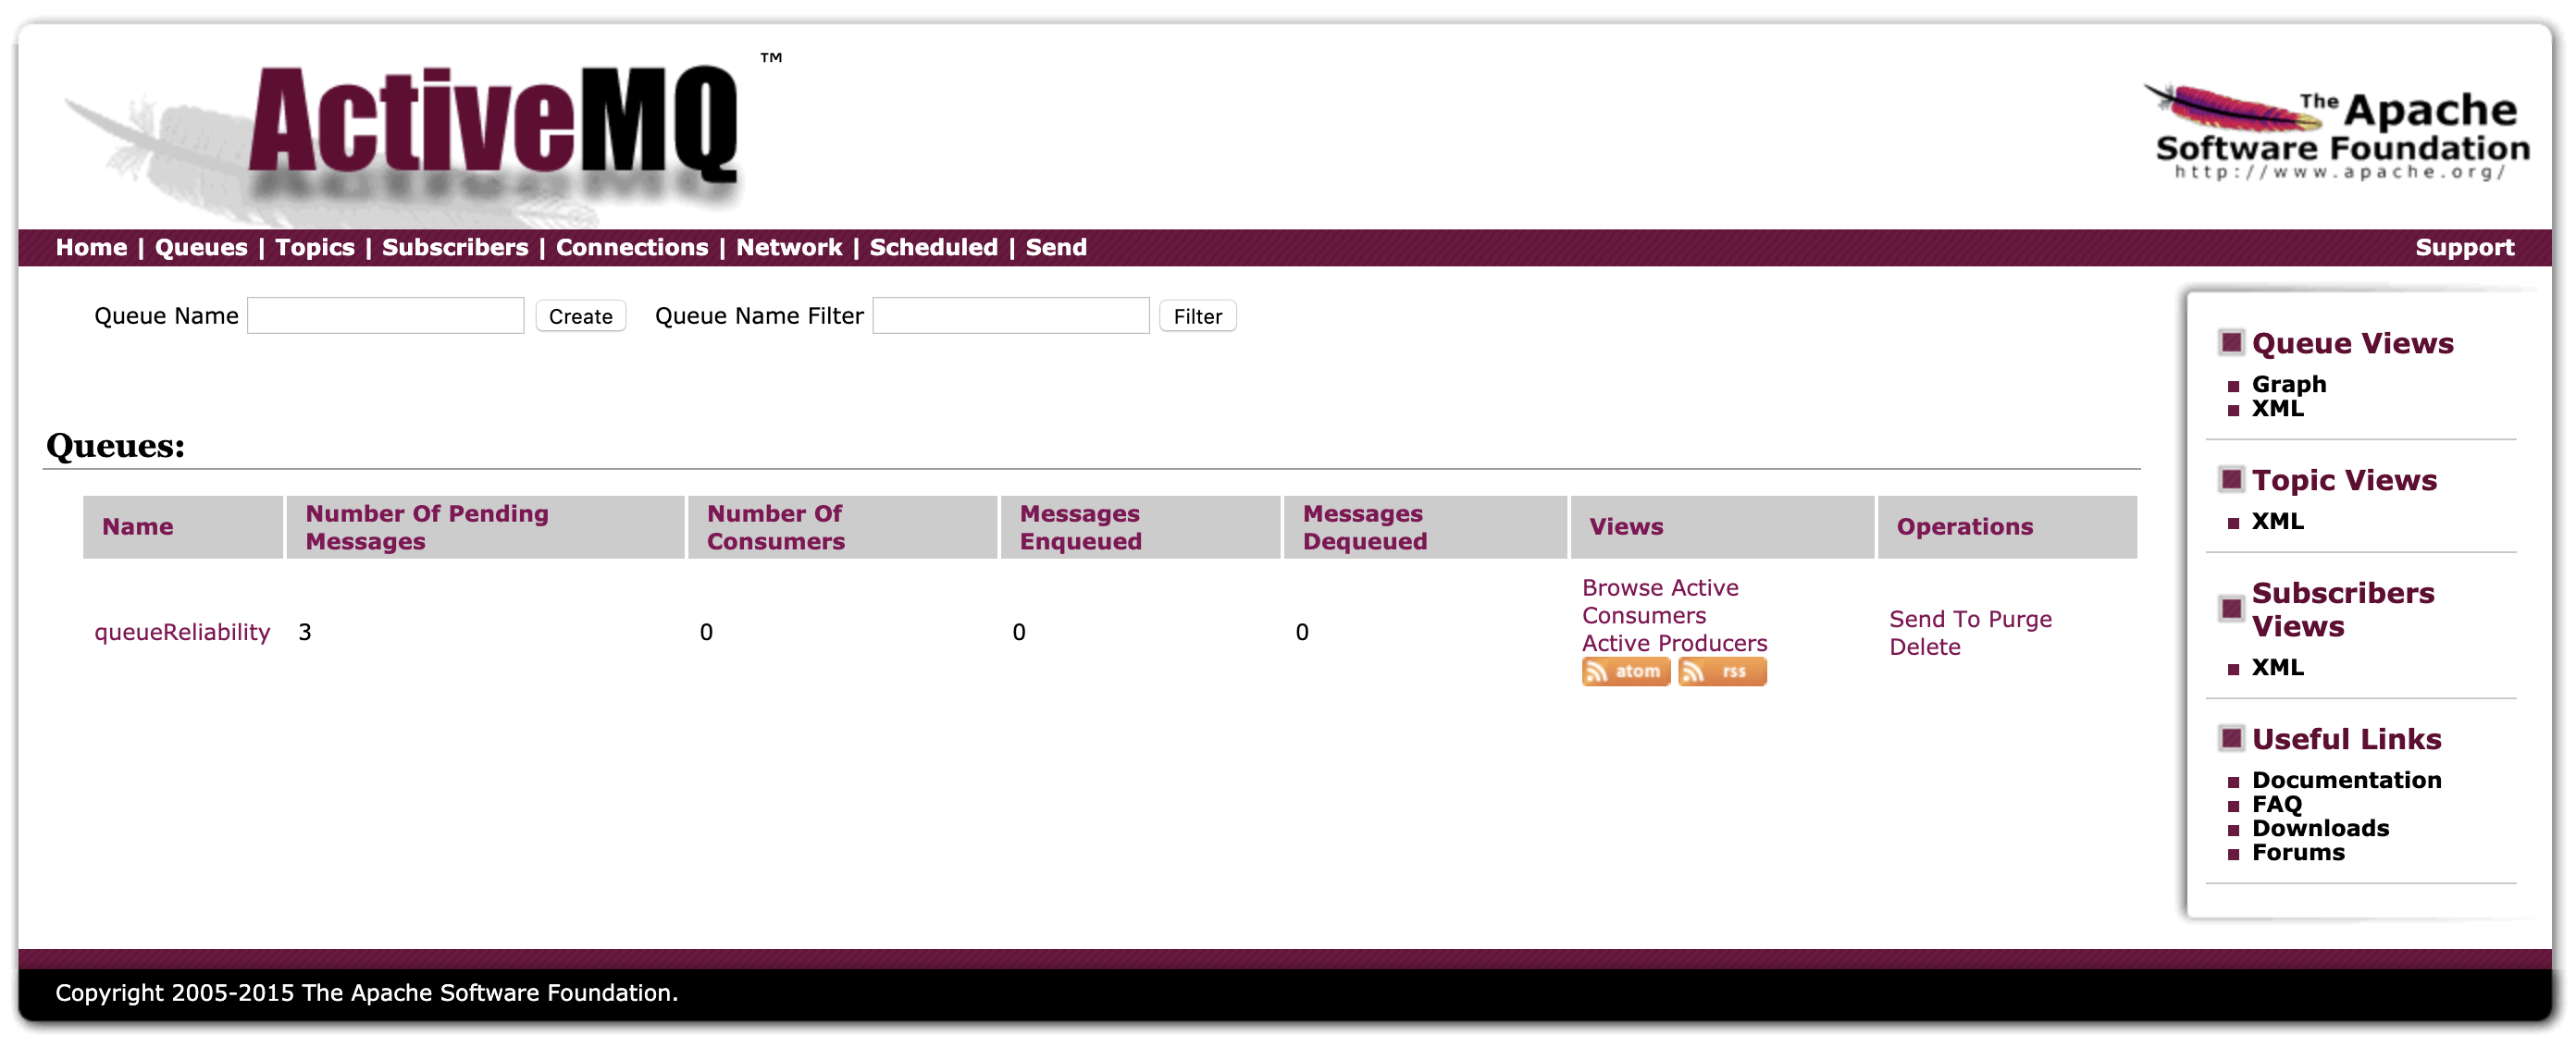 ActiveMQ ™
The Apache
Software Foundation
http://www.apache.org/
Home | Queues | Topics | Subscribers | Connections | Network | Scheduled | Send
Support
Queue Name Create Queue Name Filter Filter
Queues:
Name
Number Of Pending
Messages
Number Of
Consumers
Messages
Enqueued
Messages
Dequeued
Views
Operations
queueReliability
3
0
0
0
Browse Active
Consumers
Active Producers
atom rss
Send To Purge
Delete
Queue Views
Graph
XML
Topic Views
XML
Subscribers
Views
XML
Useful Links
Documentation
FAQ
Downloads
Forums
Copyright 2005-2015 The Apache Software Foundation.